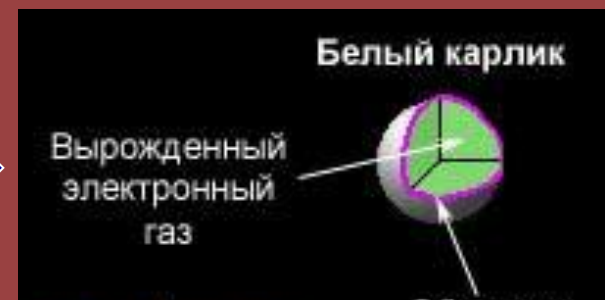 Белый карлик
Вырожденный
электронный
газ